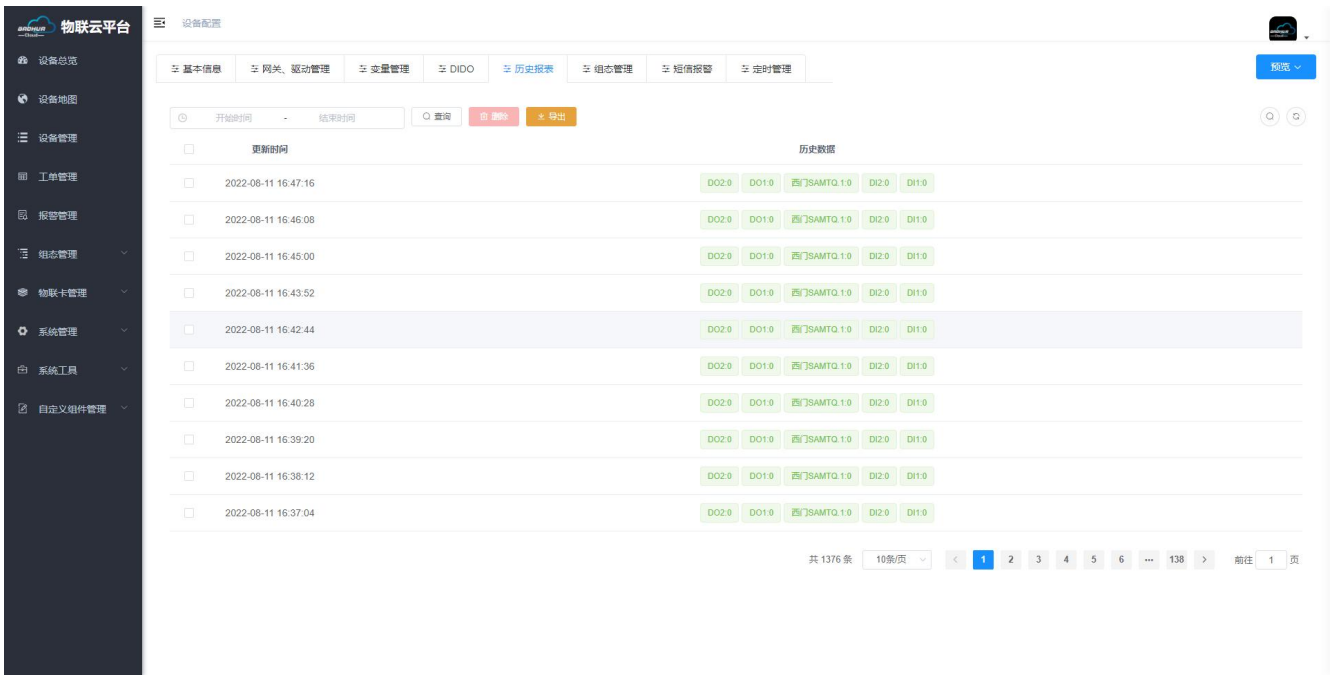 物联云平台
设备配置
设备总览
设备地图
设备管理
工单管理
报警管理
组态管理
物联卡管理
系统管理
系统工具
自定义组件管理
基本信息 网关、驱动管理 变量管理 DIDO 历史报表 组态管理 短信报警 定时管理 预览
开始时间 - 结束时间 查询 删除 导出
更新时间 历史数据
2022-08-11 16:47:16 DO2:0 DO1:0 西门SAMTQ.1:0 DI2:0 DI1:0
2022-08-11 16:46:08 DO2:0 DO1:0 西门SAMTQ.1:0 DI2:0 DI1:0
2022-08-11 16:45:00 DO2:0 DO1:0 西门SAMTQ.1:0 DI2:0 DI1:0
2022-08-11 16:43:52 DO2:0 DO1:0 西门SAMTQ.1:0 DI2:0 DI1:0
2022-08-11 16:42:44 DO2:0 DO1:0 西门SAMTQ.1:0 DI2:0 DI1:0
2022-08-11 16:41:36 DO2:0 DO1:0 西门SAMTQ.1:0 DI2:0 DI1:0
2022-08-11 16:40:28 DO2:0 DO1:0 西门SAMTQ.1:0 DI2:0 DI1:0
2022-08-11 16:39:20 DO2:0 DO1:0 西门SAMTQ.1:0 DI2:0 DI1:0
2022-08-11 16:38:12 DO2:0 DO1:0 西门SAMTQ.1:0 DI2:0 DI1:0
2022-08-11 16:37:04 DO2:0 DO1:0 西门SAMTQ.1:0 DI2:0 DI1:0
共 1376 条 10条/页 < 1 2 3 4 5 6 ••• 138 > 前往 1 页